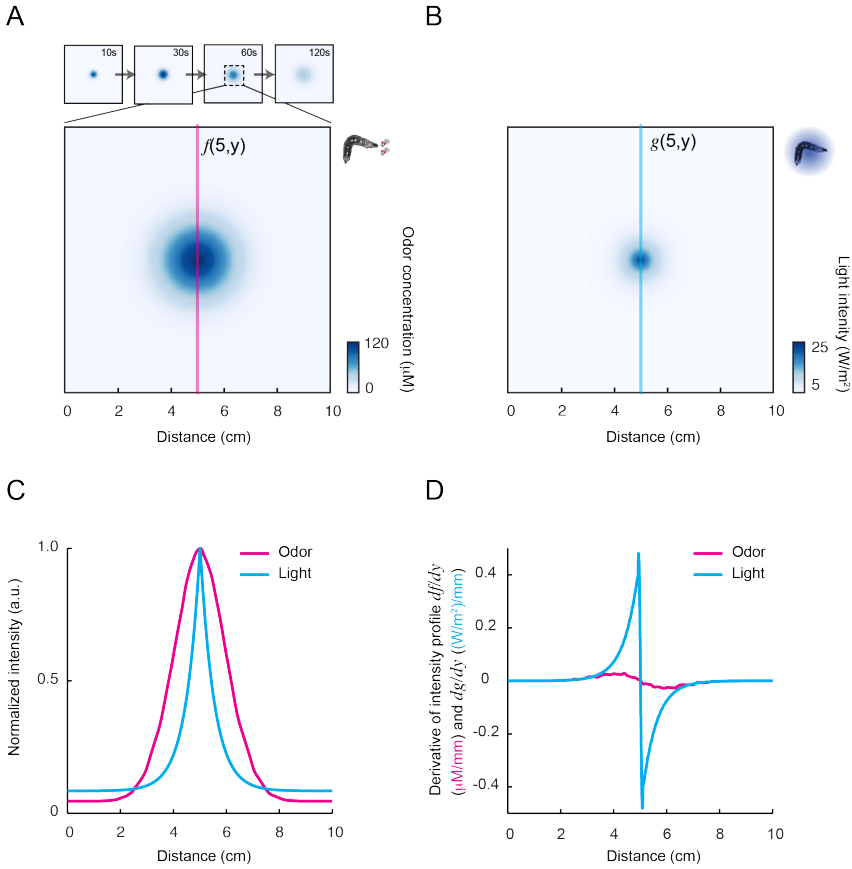 A
10s
30s
60s
120s
f(5,y)
Odor concentration (μM)
120
0
0 2 4 6 8 10
Distance (cm)
B
g(5,y)
Light intenity (W/m²)
25
5
0 2 4 6 8 10
Distance (cm)
C
Normalized intensity (a.u.)
1.0
0.5
0
Odor
Light
0 2 4 6 8 10
Distance (cm)
D
Derivative of intensity profile df/dy
(μM/mm) and dg/dy ((W/m²)/mm)
0.4
0.2
0
-0.2
-0.4
Odor
Light
0 2 4 6 8 10
Distance (cm)